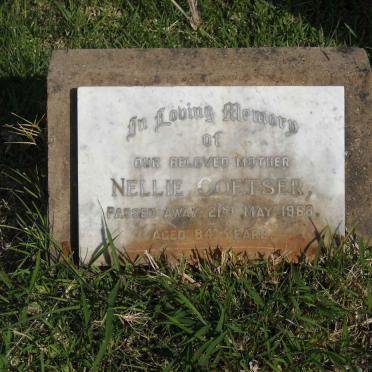 In Loving Memory
of
OUR BELOVED MOTHER
NELLIE COETSER,
PASSED AWAY 21ST MAY
AGED 84 YEARS